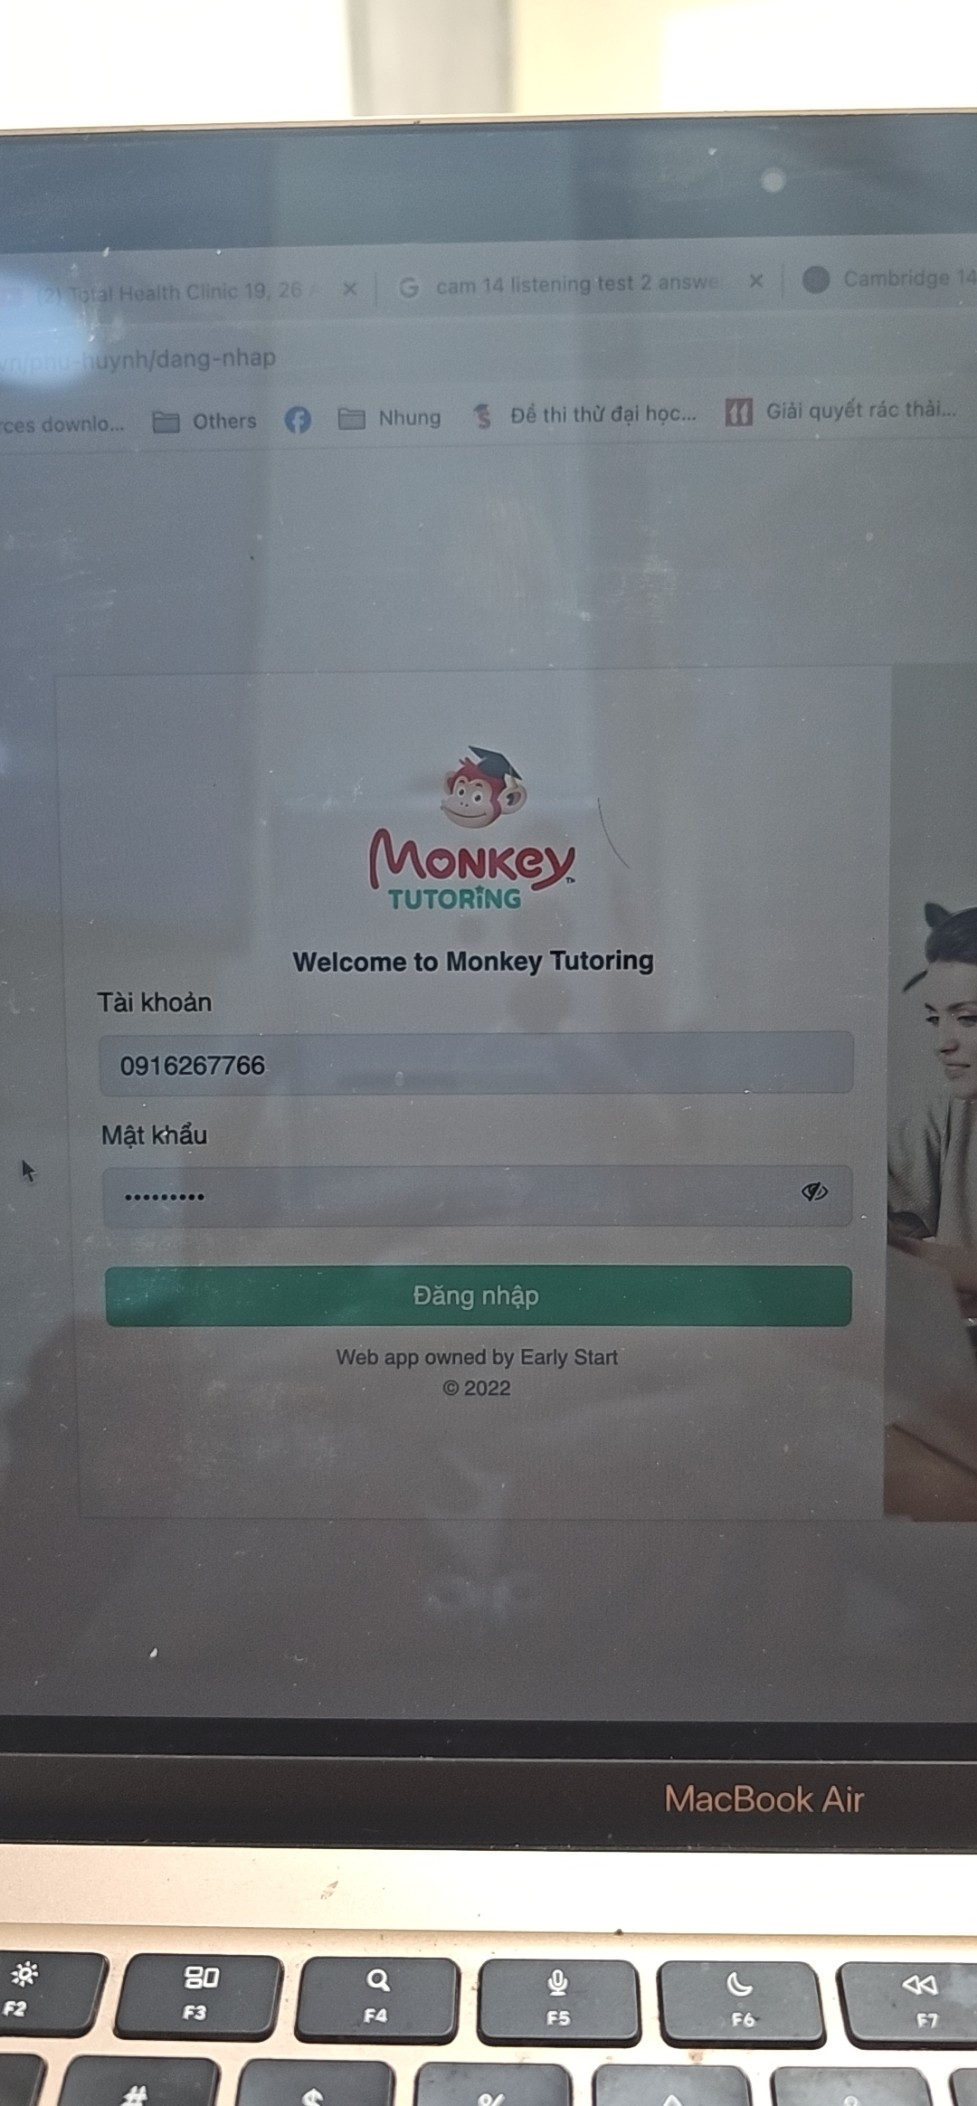 (2) Total Health Clinic 19, 26
cam 14 listening test 2 answe
Cambridge 14
vn/phu-huynh/dang-nhap
rces downlo...
Others
Nhung
Đề thi thử đại học...
Giải quyết rác thải...
MONKEY
TUTORING
Welcome to Monkey Tutoring
Tài khoản
0916267766
Mật khẩu
•••••••••
Đăng nhập
Web app owned by Early Start
© 2022
MacBook Air
F2
F3
F4
F5
F6
F7
#
$
%